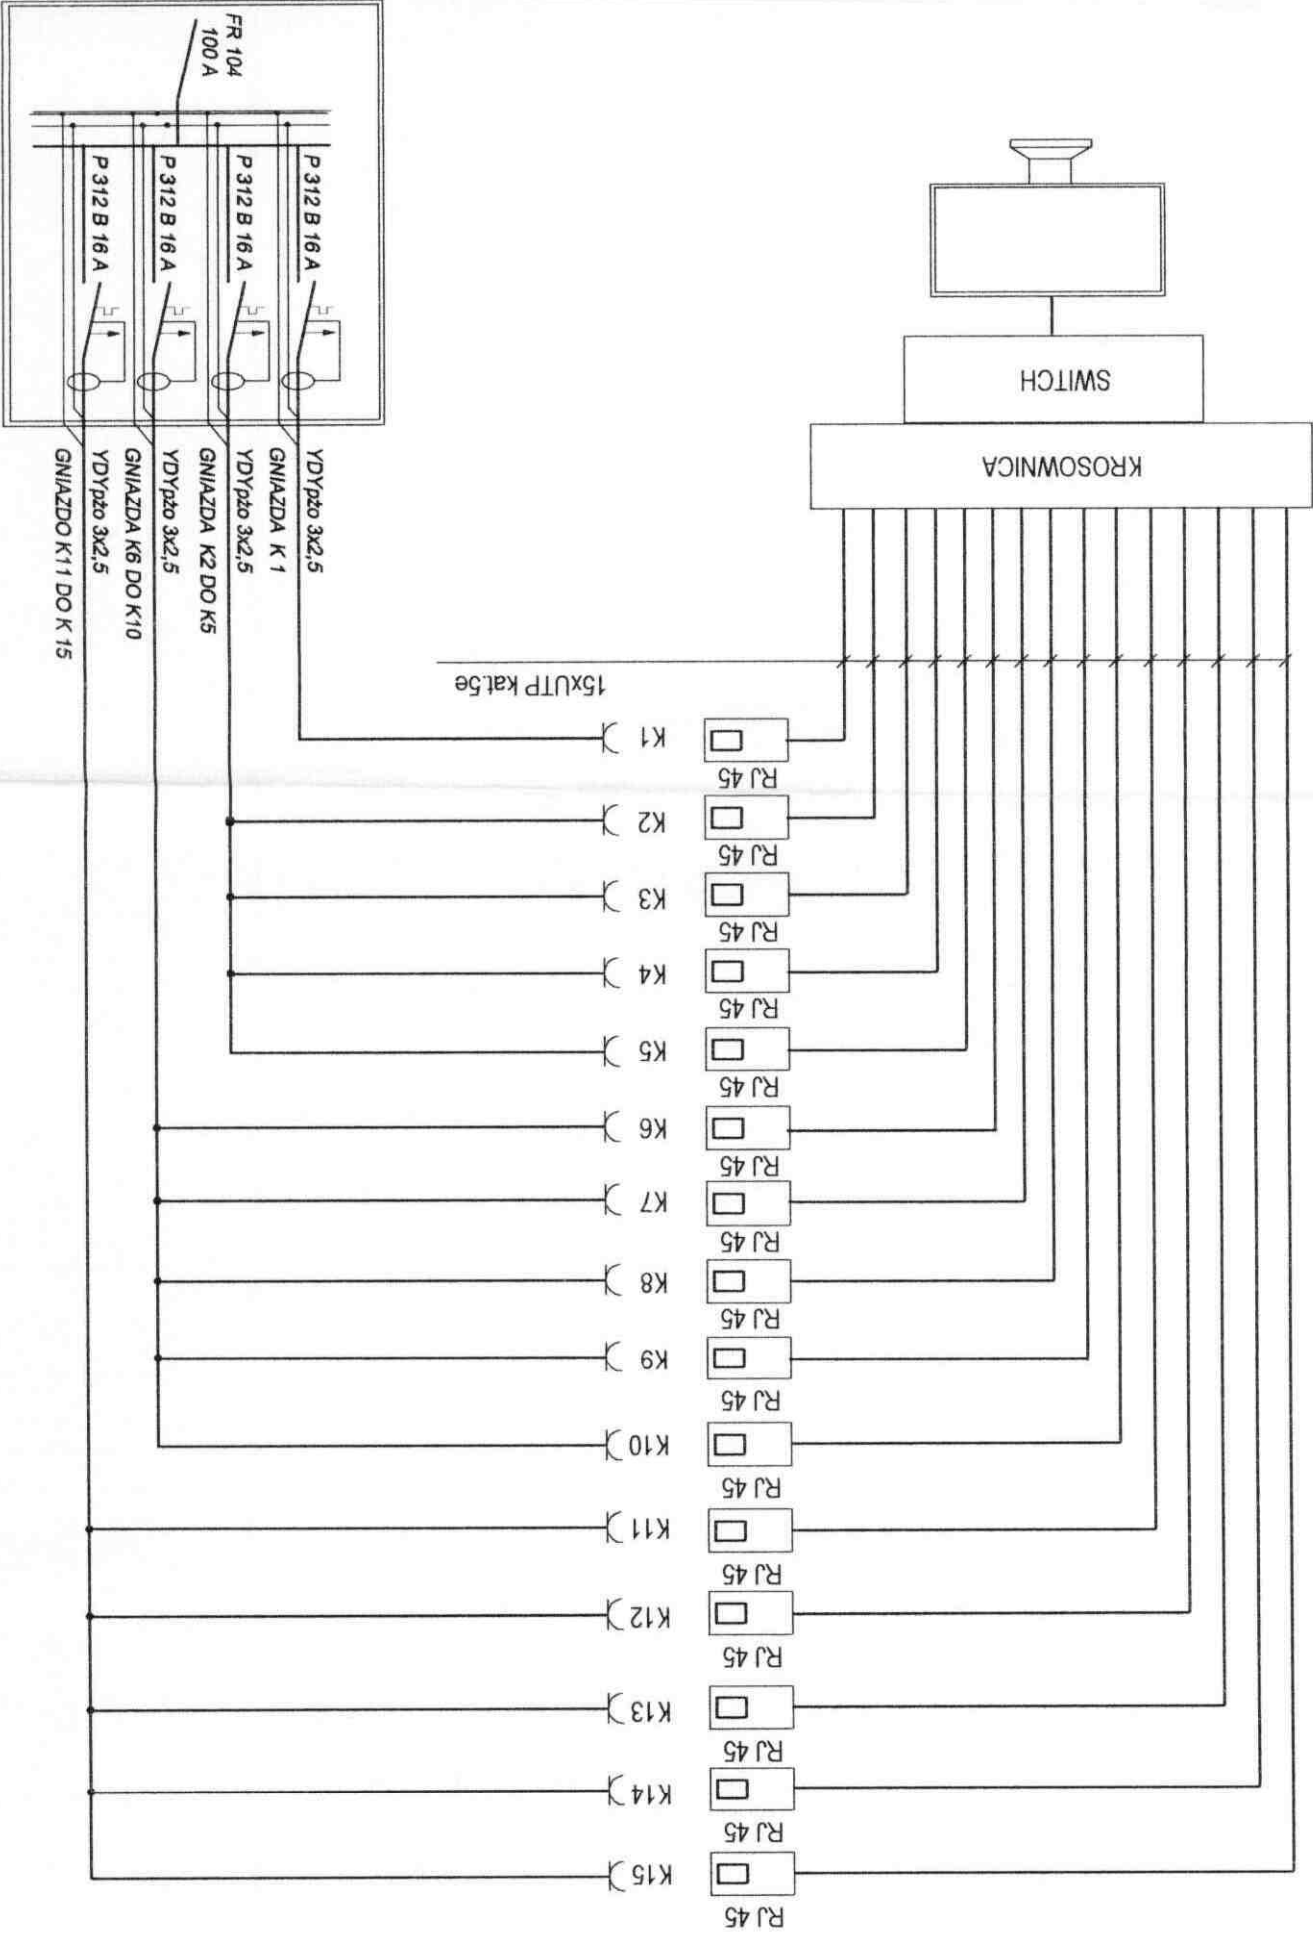 FR 104
100 A
P 312 B 16 A
P 312 B 16 A
P 312 B 16 A
P 312 B 16 A
YDYpżo 3x2,5
GNIAZDA K 1
YDYpżo 3x2,5
GNIAZDA K2 DO K5
YDYpżo 3x2,5
GNIAZDA K6 DO K10
YDYpżo 3x2,5
GNIAZDO K11 DO K 15
SWITCH
KROSOWNICA
15xUTP kat.5e
K1
RJ 45
K2
RJ 45
K3
RJ 45
K4
RJ 45
K5
RJ 45
K6
RJ 45
K7
RJ 45
K8
RJ 45
K9
RJ 45
K10
RJ 45
K11
RJ 45
K12
RJ 45
K13
RJ 45
K14
RJ 45
K15
RJ 45